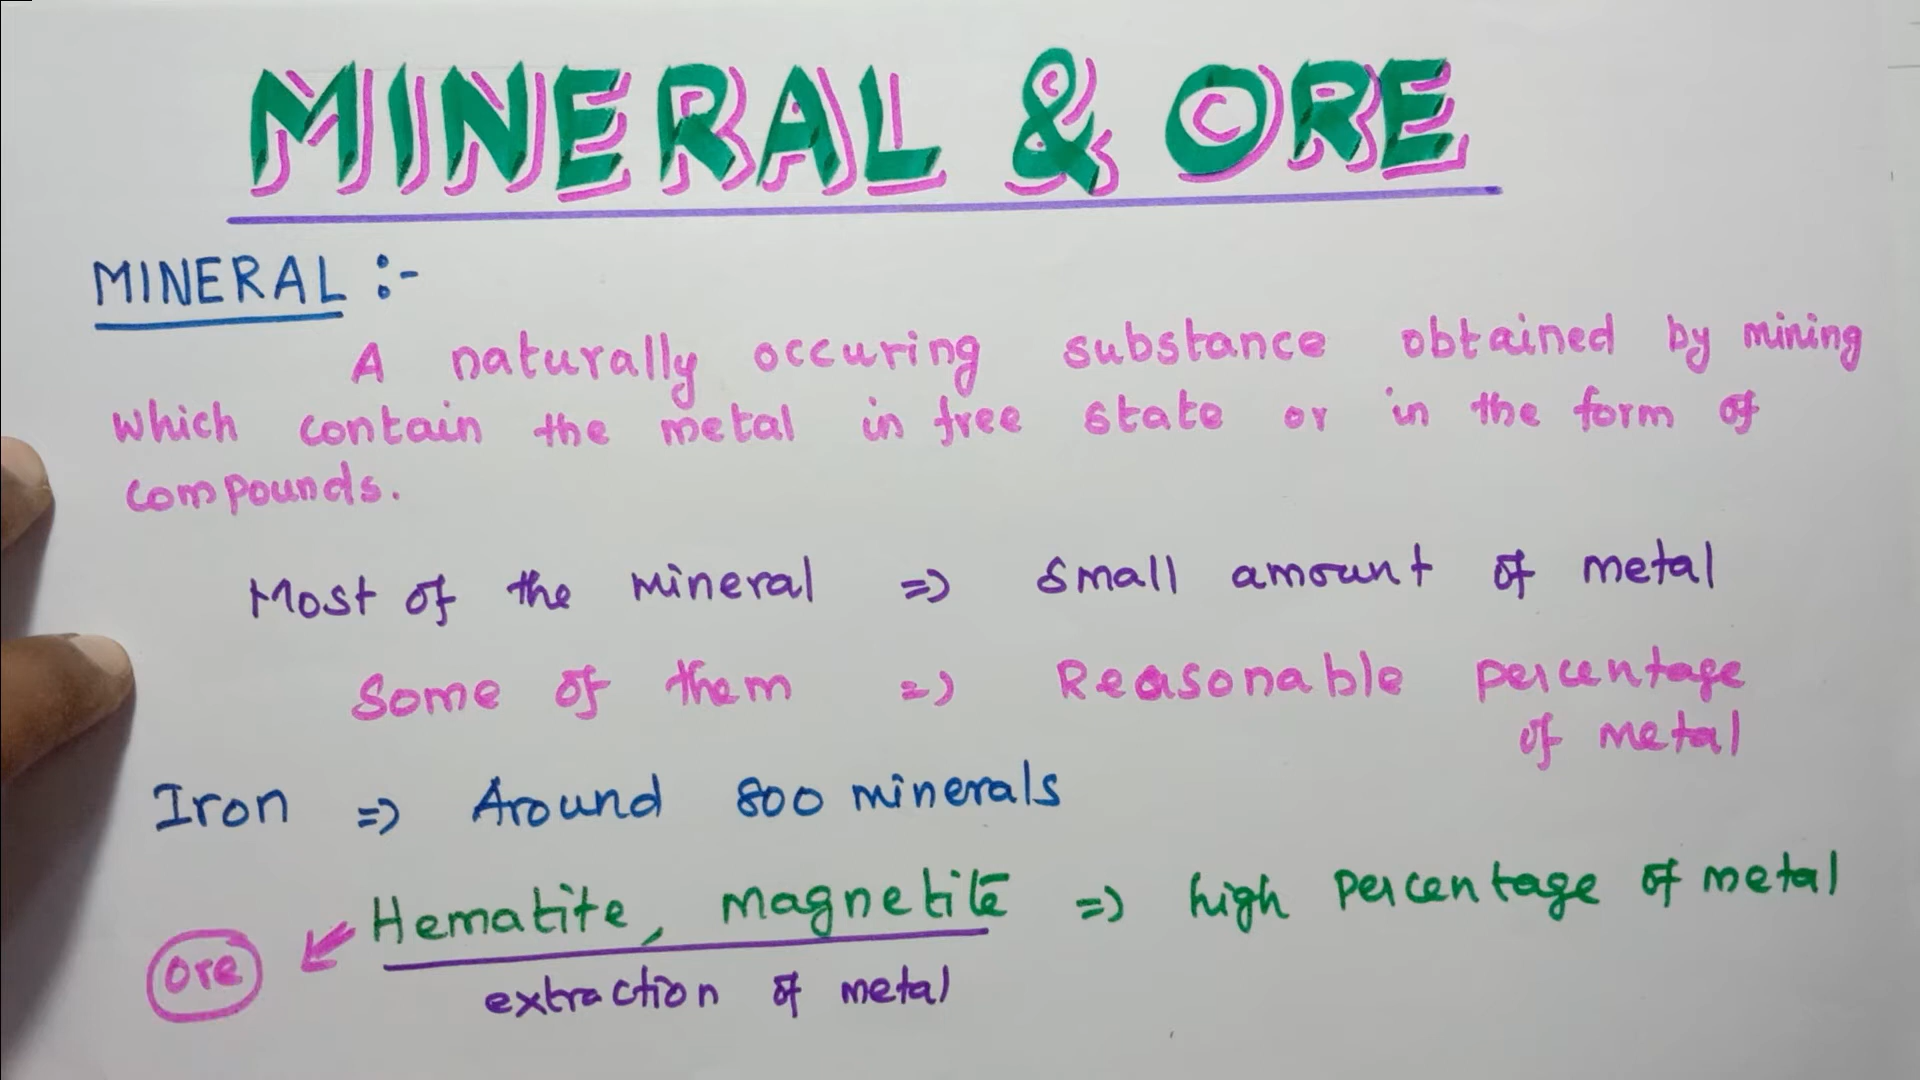 MINERAL & ORE
MINERAL :-
A naturally occuring substance obtained by mining
which contain the metal in free state or in the form of
compounds.
Most of the mineral => small amount of metal
Some of them => Reasonable percentage
of metal
Iron => Around 800 minerals
Hematite, magnetite => high percentage of metal
ore
extraction of metal